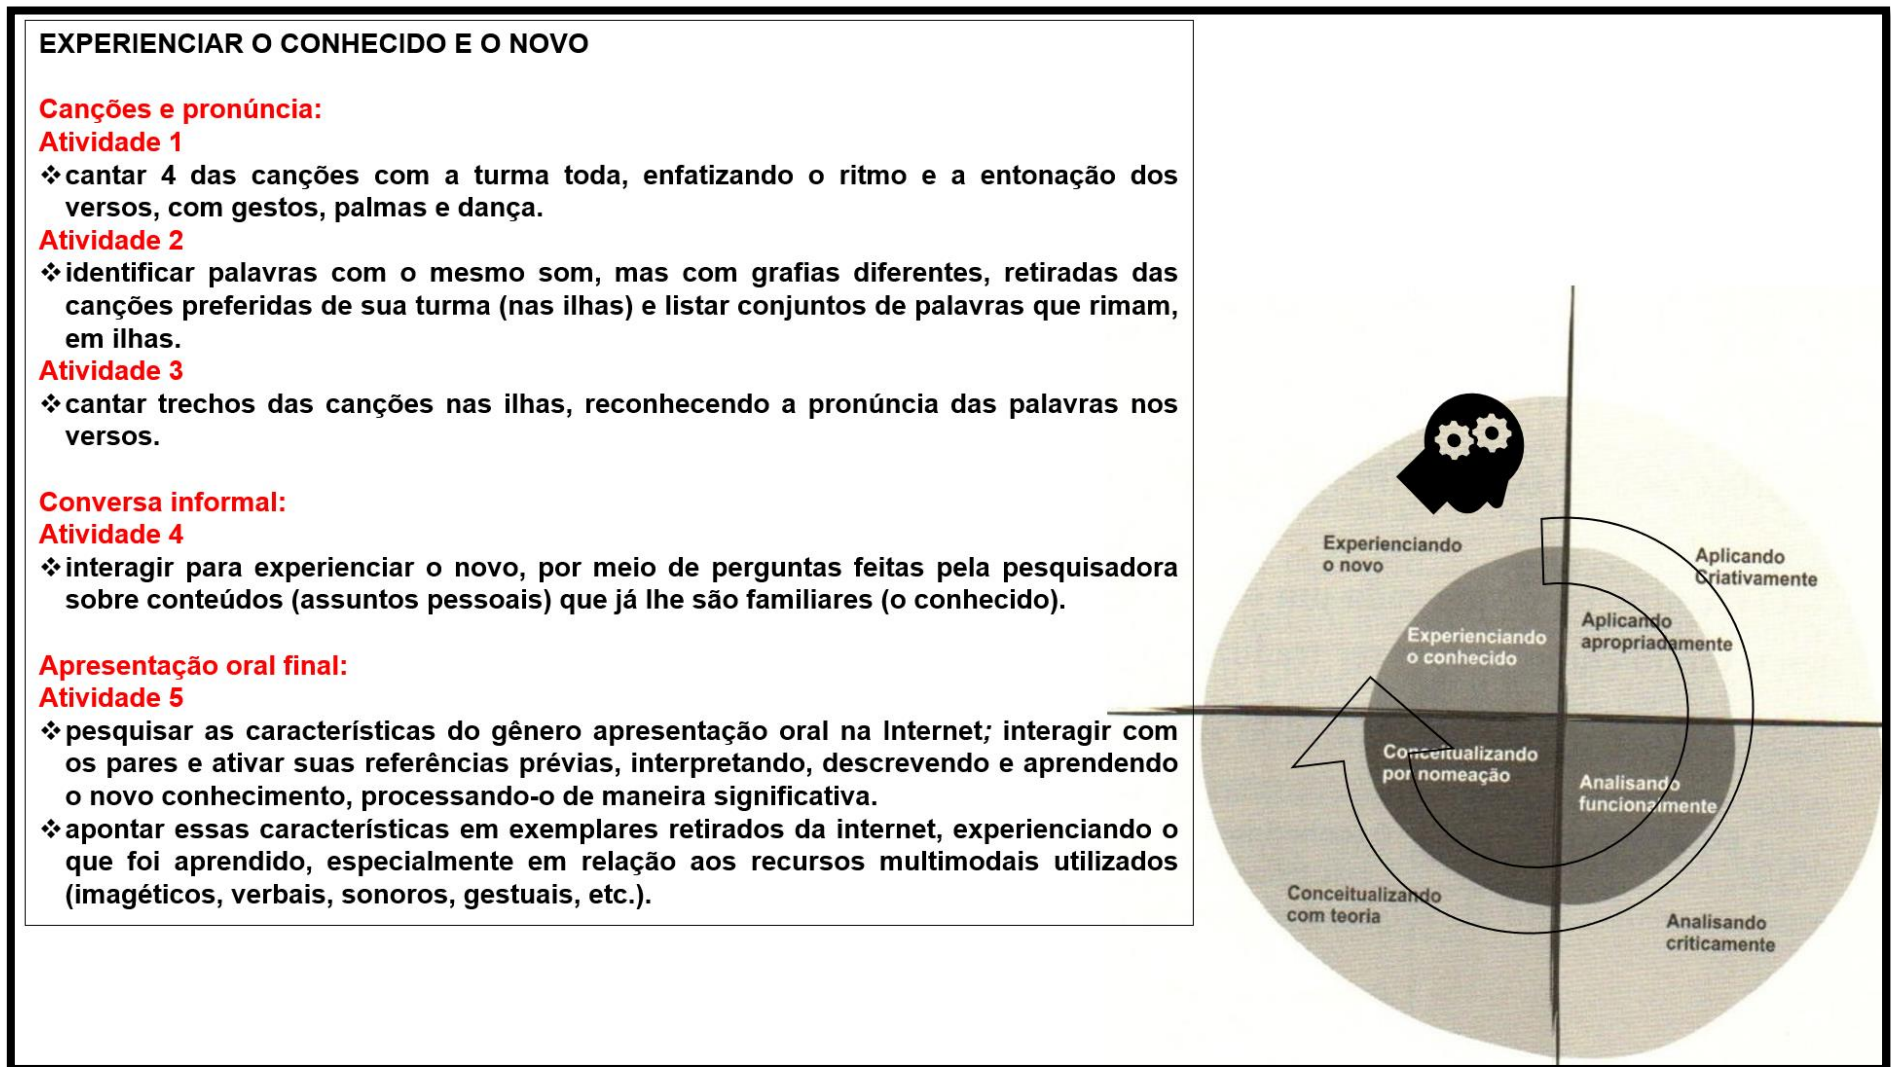 EXPERIENCIAR O CONHECIDO E O NOVO
Canções e pronúncia:
Atividade 1
❖cantar 4 das canções com a turma toda, enfatizando o ritmo e a entonação dos
versos, com gestos, palmas e dança.
Atividade 2
❖identificar palavras com o mesmo som, mas com grafias diferentes, retiradas das
canções preferidas de sua turma (nas ilhas) e listar conjuntos de palavras que rimam,
em ilhas.
Atividade 3
❖cantar trechos das canções nas ilhas, reconhecendo a pronúncia das palavras nos
versos.
Conversa informal:
Atividade 4
❖interagir para experienciar o novo, por meio de perguntas feitas pela pesquisadora
sobre conteúdos (assuntos pessoais) que já lhe são familiares (o conhecido).
Apresentação oral final:
Atividade 5
❖pesquisar as características do gênero apresentação oral na Internet; interagir com
os pares e ativar suas referências prévias, interpretando, descrevendo e aprendendo
o novo conhecimento, processando-o de maneira significativa.
❖apontar essas características em exemplares retirados da internet, experienciando o
que foi aprendido, especialmente em relação aos recursos multimodais utilizados
(imagéticos, verbais, sonoros, gestuais, etc.).
Experienciando
o novo
Aplicando
Criativamente
Experienciando
o conhecido
Aplicando
apropriadamente
Conceitualizando
por nomeação
Analisando
funcionalmente
Conceitualizando
com teoria
Analisando
criticamente